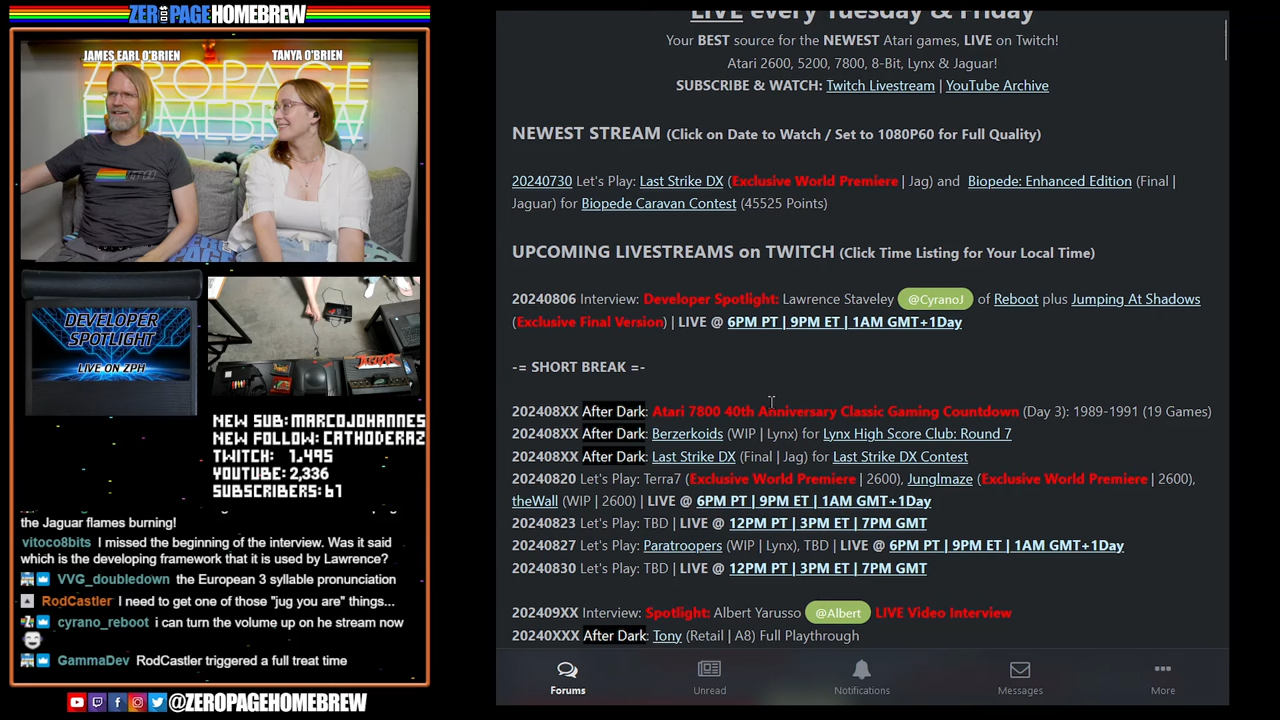 ZEROPAGEHOMEBREW
JAMES EARL O'BRIEN
TANYA O'BRIEN
ZEROPAGE
HOMEBREW
DEVELOPER
SPOTLIGHT
LIVE ON ZPH
JAGUAR
NEW SUB: MARCOJOHANNES
NEW FOLLOW: CATHODERAZ
TWITCH: 1,495
YOUTUBE: 2,336
SUBSCRIBERS: 61
the Jaguar flames burning!
vitoco8bits I missed the beginning of the interview. Was it said
which is the developing framework that it is used by Lawrence?
VVG_doubledown the European 3 syllable pronunciation
RodCastler I need to get one of those "jug you are" things...
cyrano_reboot i can turn the volume up on he stream now
GammaDev RodCastler triggered a full treat time
@ZEROPAGEHOMEBREW
LIVE every Tuesday & Friday
Your BEST source for the NEWEST Atari games, LIVE on Twitch!
Atari 2600, 5200, 7800, 8-Bit, Lynx & Jaguar!
SUBSCRIBE & WATCH: Twitch Livestream | YouTube Archive
NEWEST STREAM (Click on Date to Watch / Set to 1080P60 for Full Quality)
20240730 Let's Play: Last Strike DX (Exclusive World Premiere | Jag) and Biopede: Enhanced Edition (Final |
Jaguar) for Biopede Caravan Contest (45525 Points)
UPCOMING LIVESTREAMS on TWITCH (Click Time Listing for Your Local Time)
20240806 Interview: Developer Spotlight: Lawrence Staveley @CyranoJ of Reboot plus Jumping At Shadows
(Exclusive Final Version) | LIVE @ 6PM PT | 9PM ET | 1AM GMT+1Day
-= SHORT BREAK =-
202408XX After Dark: Atari 7800 40th Anniversary Classic Gaming Countdown (Day 3): 1989-1991 (19 Games)
202408XX After Dark: Berzerkoids (WIP | Lynx) for Lynx High Score Club: Round 7
202408XX After Dark: Last Strike DX (Final | Jag) for Last Strike DX Contest
20240820 Let's Play: Terra7 (Exclusive World Premiere | 2600), Junglmaze (Exclusive World Premiere | 2600),
theWall (WIP | 2600) | LIVE @ 6PM PT | 9PM ET | 1AM GMT+1Day
20240823 Let's Play: TBD | LIVE @ 12PM PT | 3PM ET | 7PM GMT
20240827 Let's Play: Paratroopers (WIP | Lynx), TBD | LIVE @ 6PM PT | 9PM ET | 1AM GMT+1Day
20240830 Let's Play: TBD | LIVE @ 12PM PT | 3PM ET | 7PM GMT
202409XX Interview: Spotlight: Albert Yarusso @Albert LIVE Video Interview
20240XXX After Dark: Tony (Retail | A8) Full Playthrough
Forums
Unread
Notifications
Messages
More